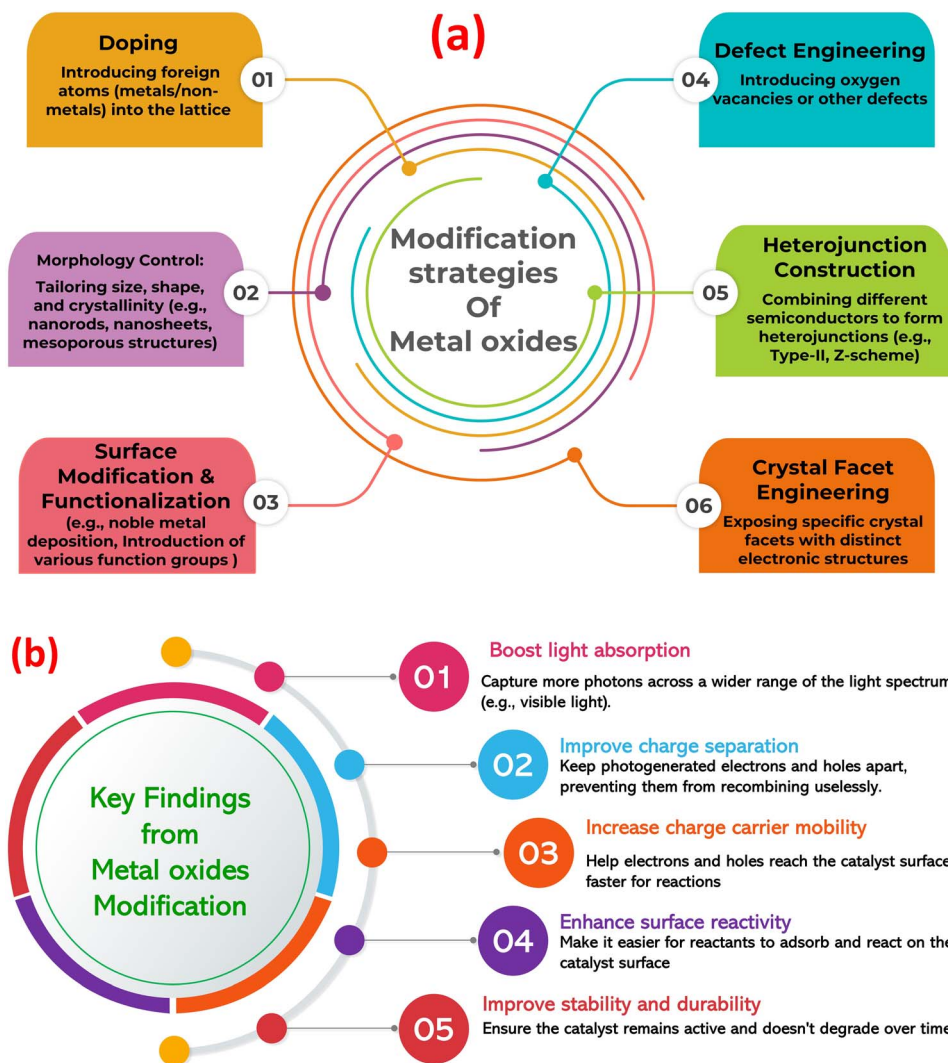 (a)
Doping
Introducing foreign
atoms (metals/non-
metals) into the lattice
01
Morphology Control:
Tailoring size, shape,
and crystallinity (e.g.,
nanorods, nanosheets,
mesoporous structures)
02
Surface
Modification &
Functionalization
(e.g., noble metal
deposition, Introduction of
various function groups )
03
Modification
strategies
Of
Metal oxides
04
Defect Engineering
Introducing oxygen
vacancies or other defects
05
Heterojunction
Construction
Combining different
semiconductors to form
heterojunctions (e.g.,
Type-II, Z-scheme)
06
Crystal Facet
Engineering
Exposing specific crystal
facets with distinct
electronic structures
(b)
Key Findings
from
Metal oxides
Modification
01
Boost light absorption
Capture more photons across a wider range of the light spectrum
(e.g., visible light).
02
Improve charge separation
Keep photogenerated electrons and holes apart,
preventing them from recombining uselessly.
03
Increase charge carrier mobility
Help electrons and holes reach the catalyst surface
faster for reactions
04
Enhance surface reactivity
Make it easier for reactants to adsorb and react on the
catalyst surface
05
Improve stability and durability
Ensure the catalyst remains active and doesn't degrade over time